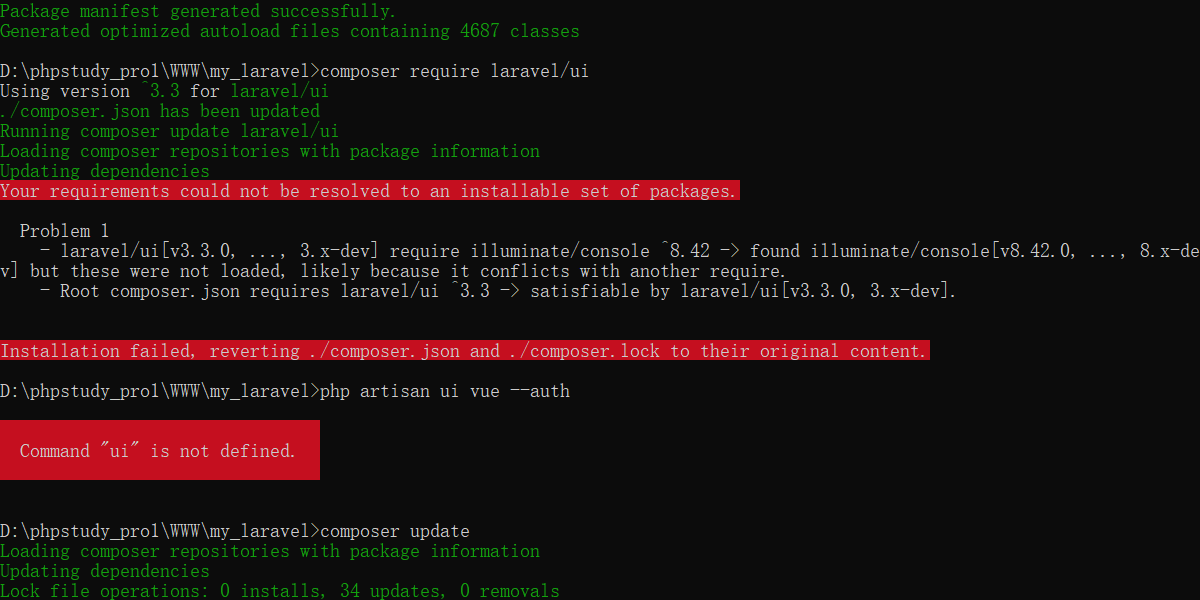 Package manifest generated successfully.
Generated optimized autoload files containing 4687 classes
D:\phpstudy_pro1\WWW\my_laravel>composer require laravel/ui
Using version ^3.3 for laravel/ui
./composer.json has been updated
Running composer update laravel/ui
Loading composer repositories with package information
Updating dependencies
Your requirements could not be resolved to an installable set of packages.
Problem 1
- laravel/ui[v3.3.0, ..., 3.x-dev] require illuminate/console ^8.42 -> found illuminate/console[v8.42.0, ..., 8.x-de
v] but these were not loaded, likely because it conflicts with another require.
- Root composer.json requires laravel/ui ^3.3 -> satisfiable by laravel/ui[v3.3.0, 3.x-dev].
Installation failed, reverting ./composer.json and ./composer.lock to their original content.
D:\phpstudy_pro1\WWW\my_laravel>php artisan ui vue --auth
Command "ui" is not defined.
D:\phpstudy_pro1\WWW\my_laravel>composer update
Loading composer repositories with package information
Updating dependencies
Lock file operations: 0 installs, 34 updates, 0 removals